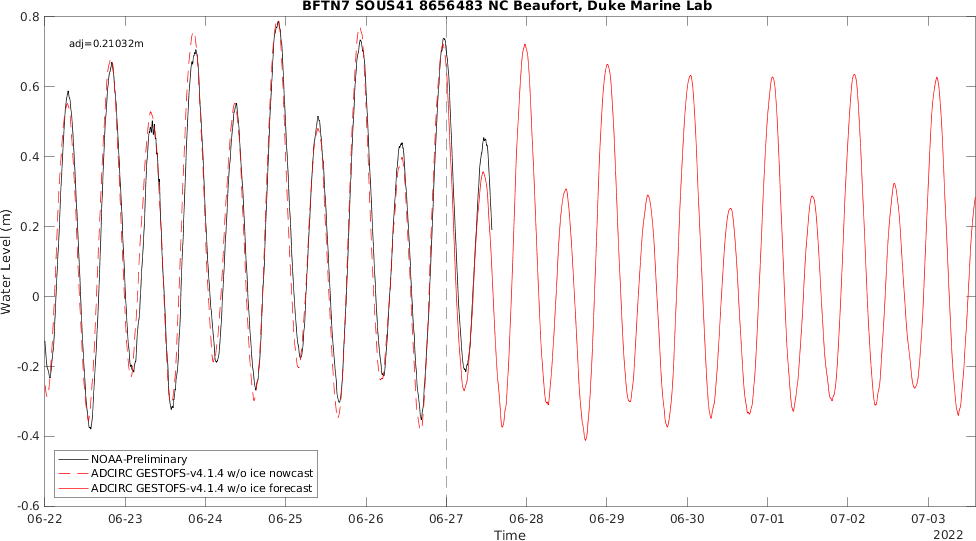 BFTN7 SOUS41 8656483 NC Beaufort, Duke Marine Lab
adj=0.21032m
0.8
0.6
0.4
0.2
0
-0.2
-0.4
-0.6
Water Level (m)
NOAA-Preliminary
ADCIRC GESTOFS-v4.1.4 w/o ice nowcast
ADCIRC GESTOFS-v4.1.4 w/o ice forecast
06-22 06-23 06-24 06-25 06-26 06-27 06-28 06-29 06-30 07-01 07-02 07-03
Time
2022